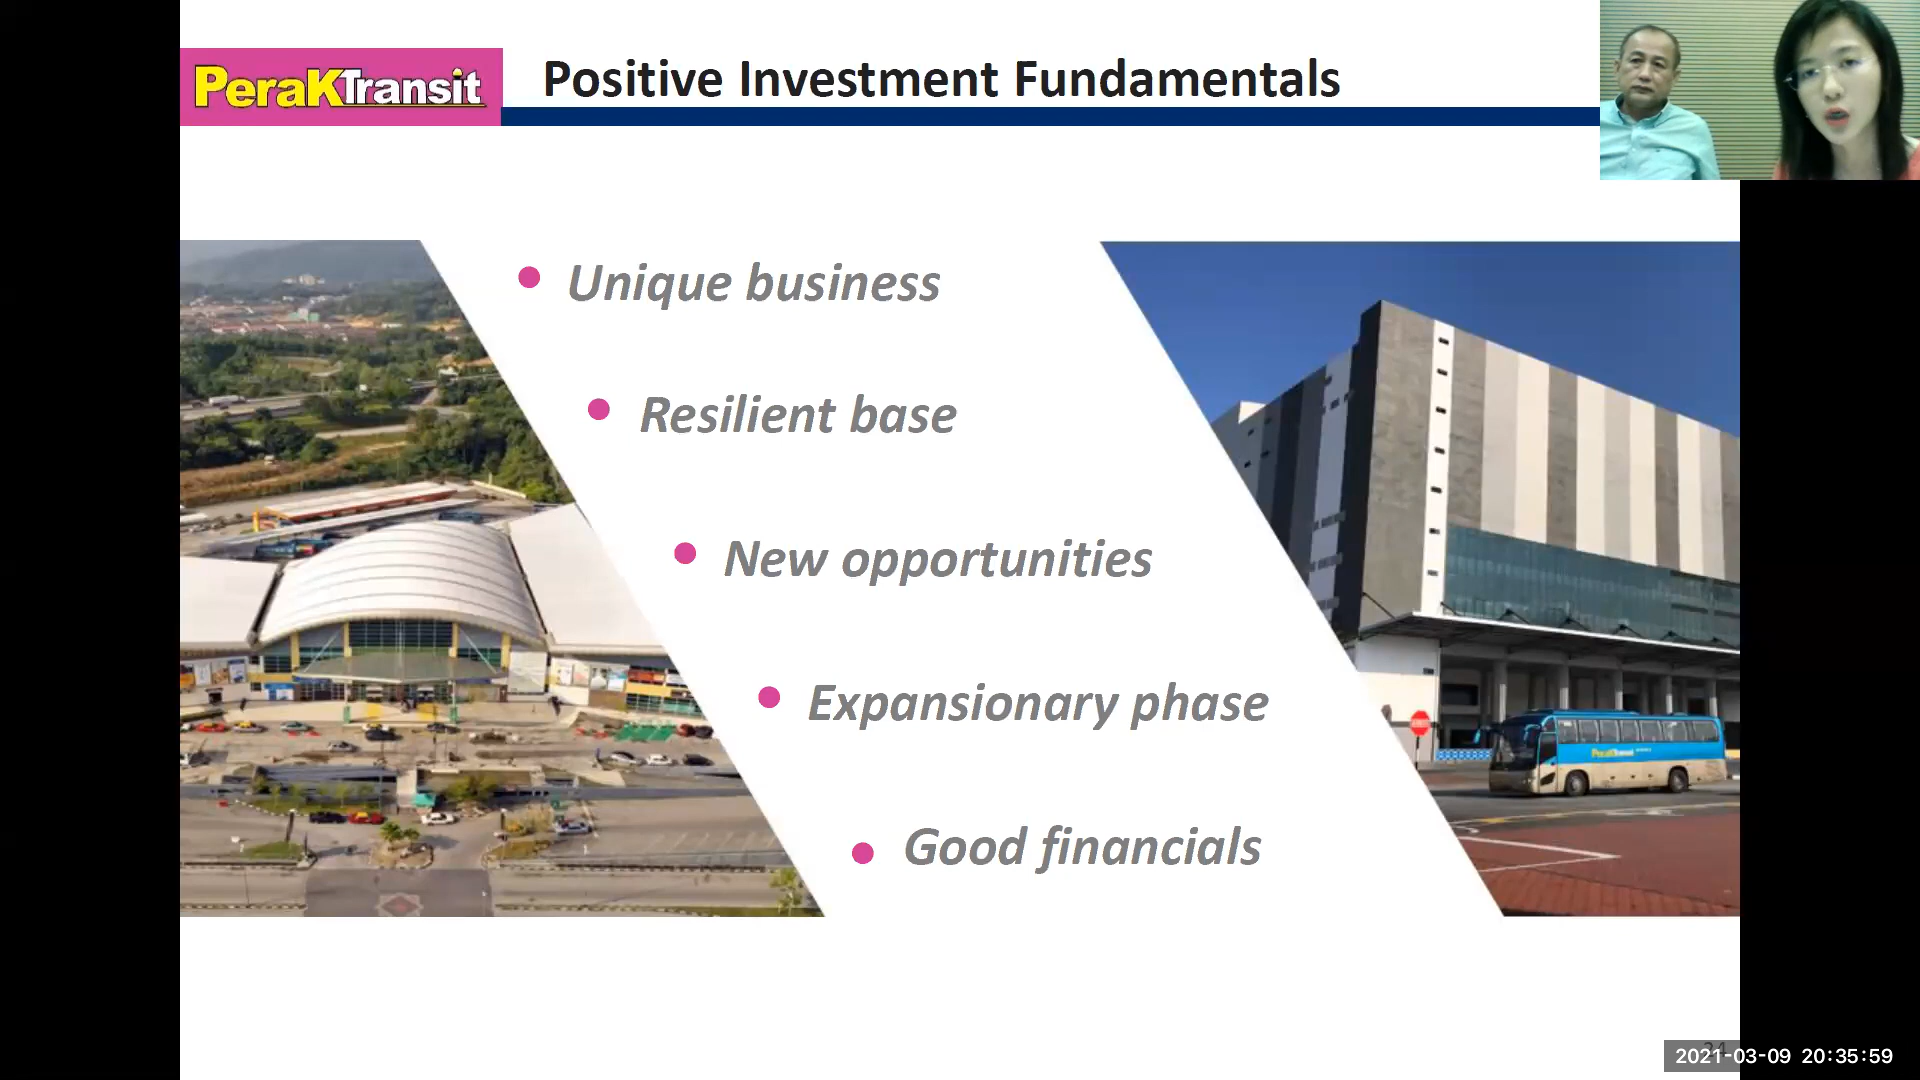 PeraKTransit
Positive Investment Fundamentals
Unique business
Resilient base
New opportunities
Expansionary phase
Good financials
PeraKTransit
2021-03-09 20:35:59